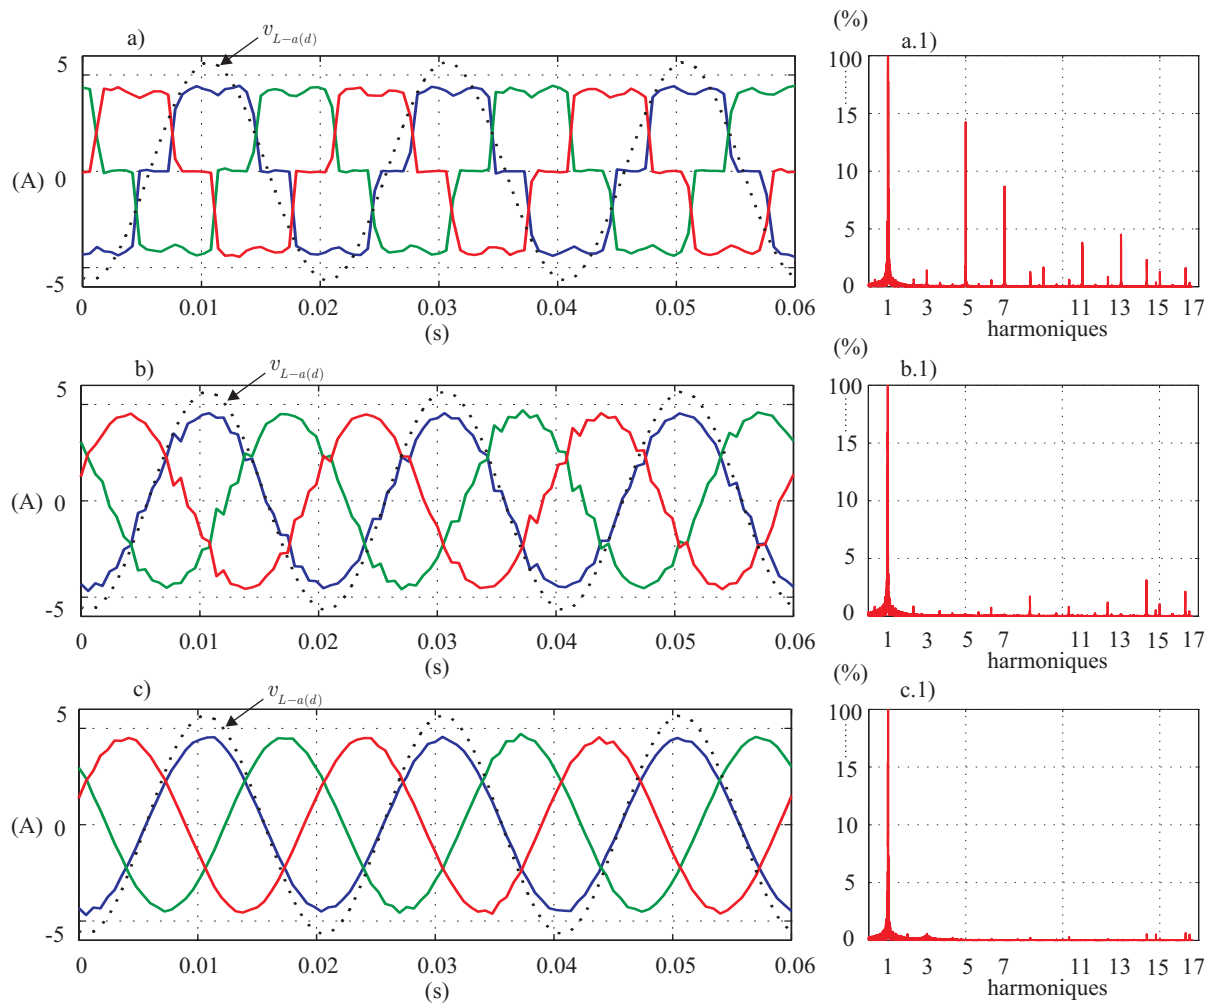 a)
v_{L-a(d)}
5
(A)
0
-5
0
0.01
0.02
0.03
0.04
0.05
0.06
(s)
(%)
a.1)
100
15
10
5
0
1 3 5 7 11 13 15 17
harmoniques
b)
v_{L-a(d)}
5
(A)
0
-5
0
0.01
0.02
0.03
0.04
0.05
0.06
(s)
(%)
b.1)
100
15
10
5
0
1 3 5 7 11 13 15 17
harmoniques
c)
v_{L-a(d)}
5
(A)
0
-5
0
0.01
0.02
0.03
0.04
0.05
0.06
(s)
(%)
c.1)
100
15
10
5
0
1 3 5 7 11 13 15 17
harmoniques